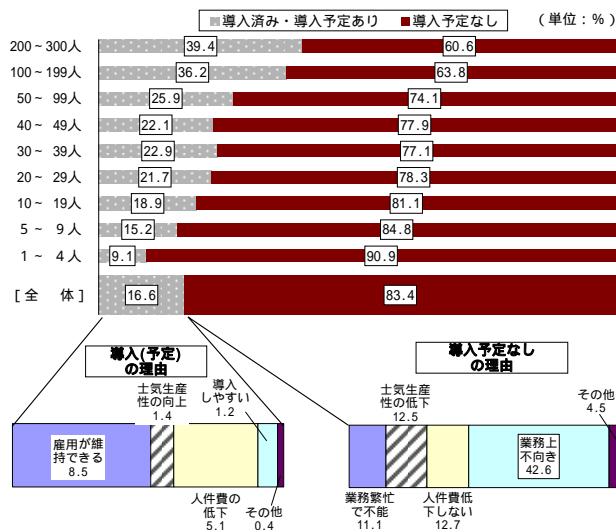 導入済み・導入予定あり 導入予定なし (単位:%)
200~300人 39.4 60.6
100~199人 36.2 63.8
50~ 99人 25.9 74.1
40~ 49人 22.1 77.9
30~ 39人 22.9 77.1
20~ 29人 21.7 78.3
10~ 19人 18.9 81.1
5~ 9人 15.2 84.8
1~ 4人 9.1 90.9
[全 体] 16.6 83.4
導入(予定)
の理由
士気生産
性の向上
1.4
導入
しやすい
1.2
雇用が維
持できる
8.5
人件費の
低下
5.1
その他
0.4
導入予定なし
の理由
士気生産
性の低下
12.5
その他
4.5
業務上
不向き
42.6
業務繁忙
で不能
11.1
人件費低
下しない
12.7